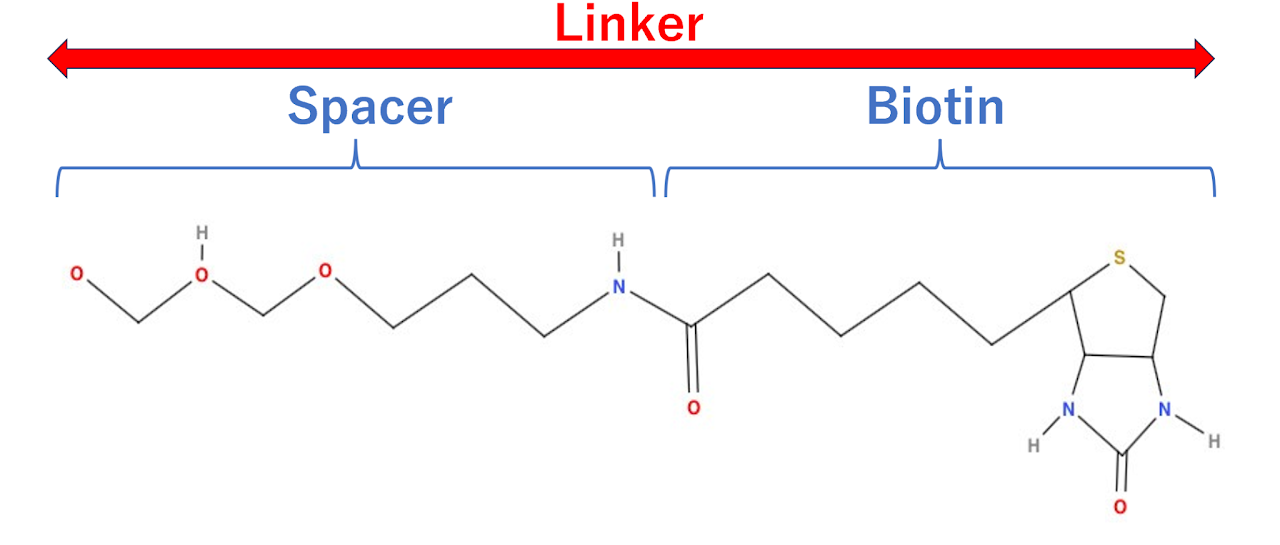 Linker
Spacer Biotin
H
H
O O O N S
O
N N
H H
O